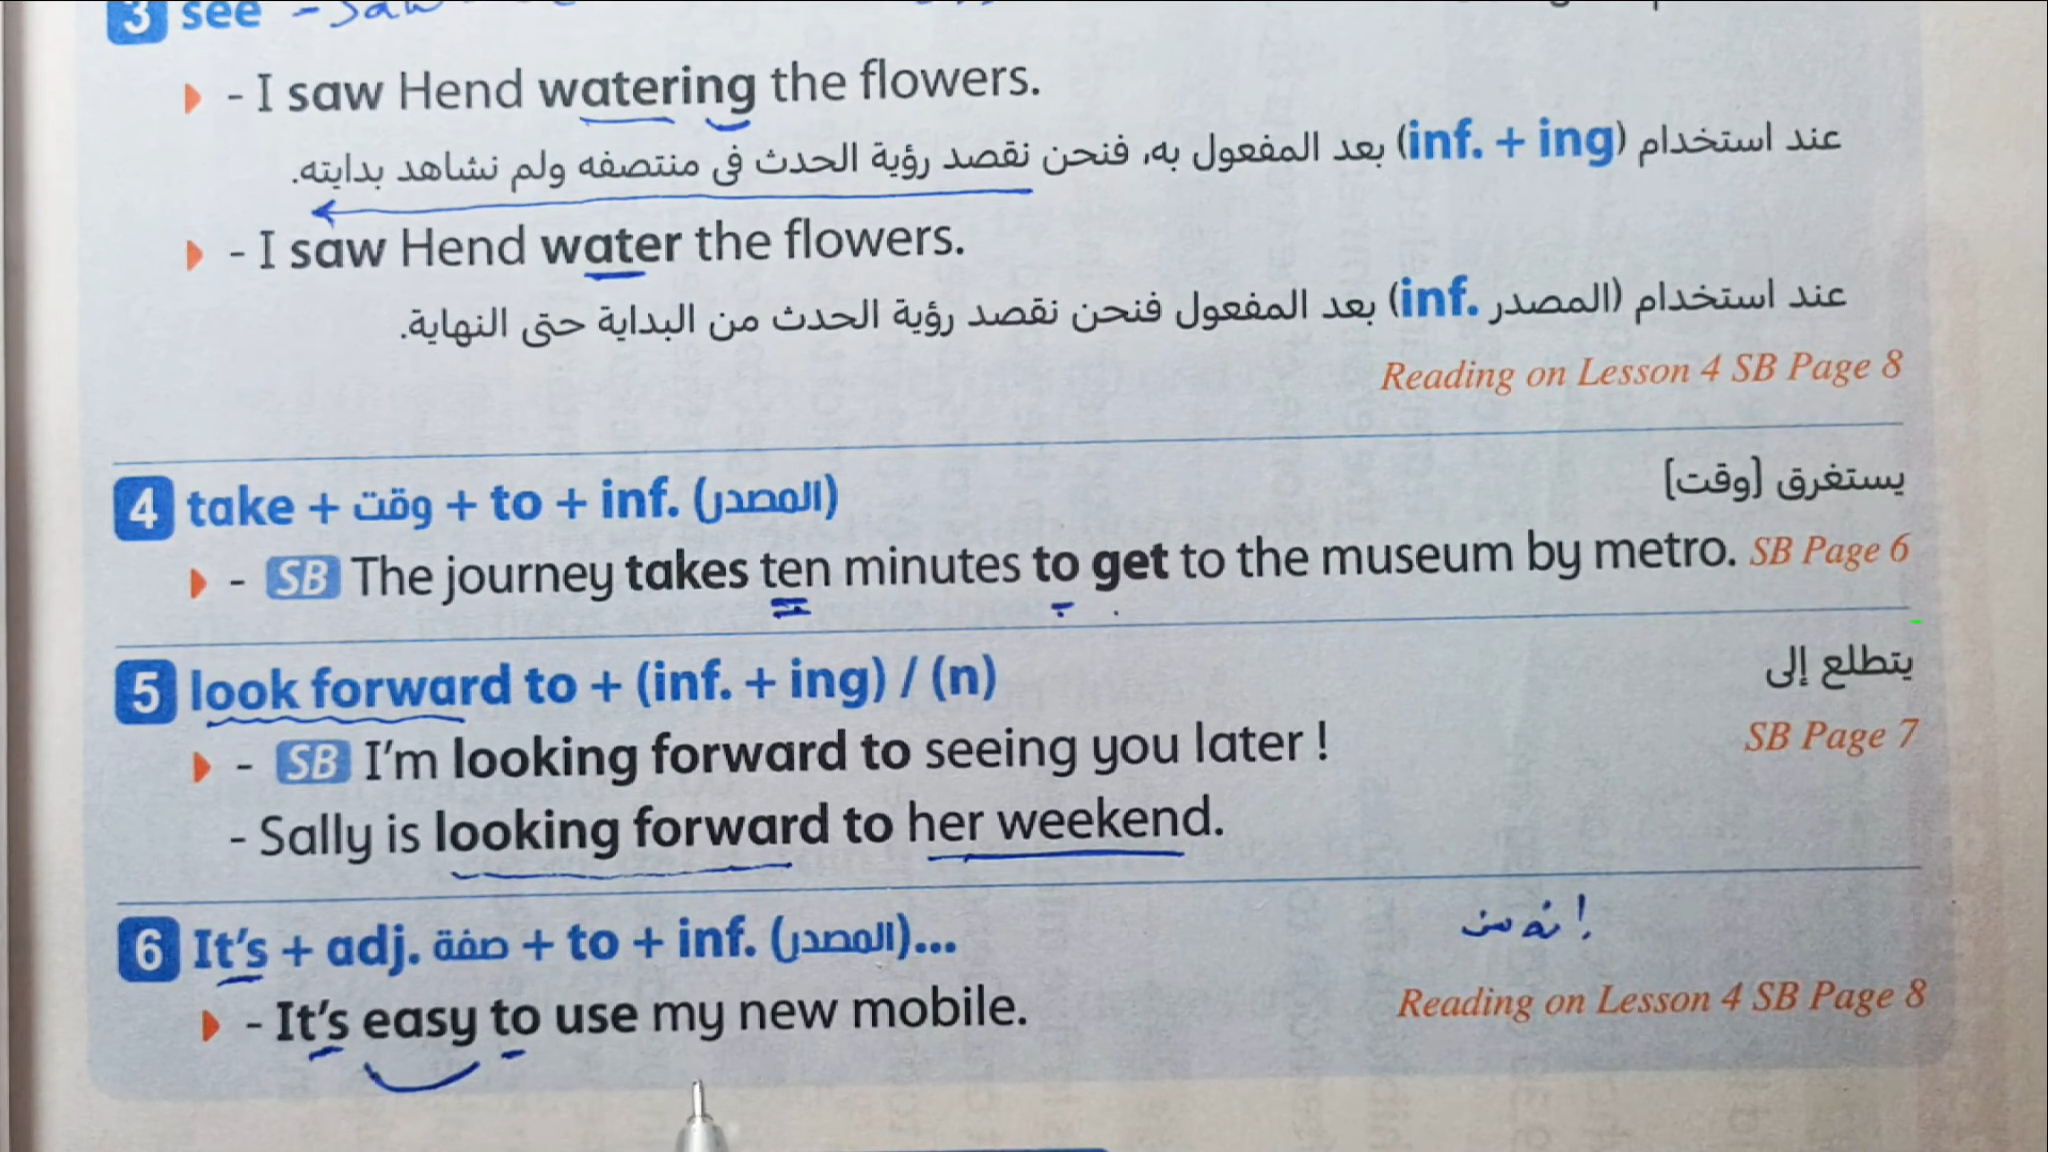 3 see - saw
- I saw Hend watering the flowers.
عند استخدام (inf. + ing) بعد المفعول به، فنحن نقصد رؤية الحدث فى منتصفه ولم نشاهد بدايته.
- I saw Hend water the flowers.
عند استخدام (المصدر inf.) بعد المفعول فنحن نقصد رؤية الحدث من البداية حتى النهاية.
Reading on Lesson 4 SB Page 8
4 take + وقت + to + inf. (المصدر) يستغرق [وقت]
- SB The journey takes ten minutes to get to the museum by metro. SB Page 6
5 look forward to + (inf. + ing) / (n) يتطلع إلى
- SB I'm looking forward to seeing you later ! SB Page 7
- Sally is looking forward to her weekend.
6 It's + adj. صفة + to + inf. (المصدر)... إنه من
- It's easy to use my new mobile. Reading on Lesson 4 SB Page 8